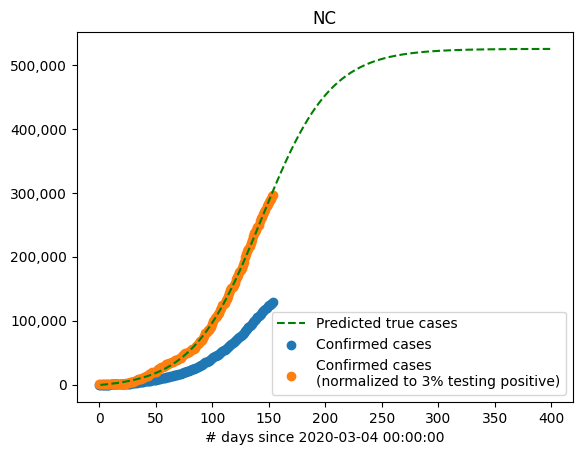 NC
500,000
400,000
300,000
200,000
100,000
0
Predicted true cases
Confirmed cases
Confirmed cases
(normalized to 3% testing positive)
0 50 100 150 200 250 300 350 400
# days since 2020-03-04 00:00:00